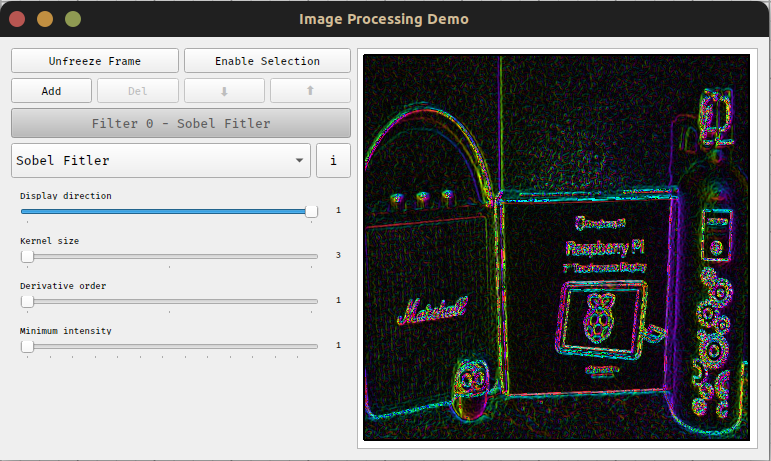 Image Processing Demo
Unfreeze Frame
Enable Selection
Add
Del
⬇
⬆
Filter 0 - Sobel Fitler
Sobel Fitler
i
Display direction
1
Kernel size
3
Derivative order
1
Minimum intensity
1
Marshall
Raspberry Pi